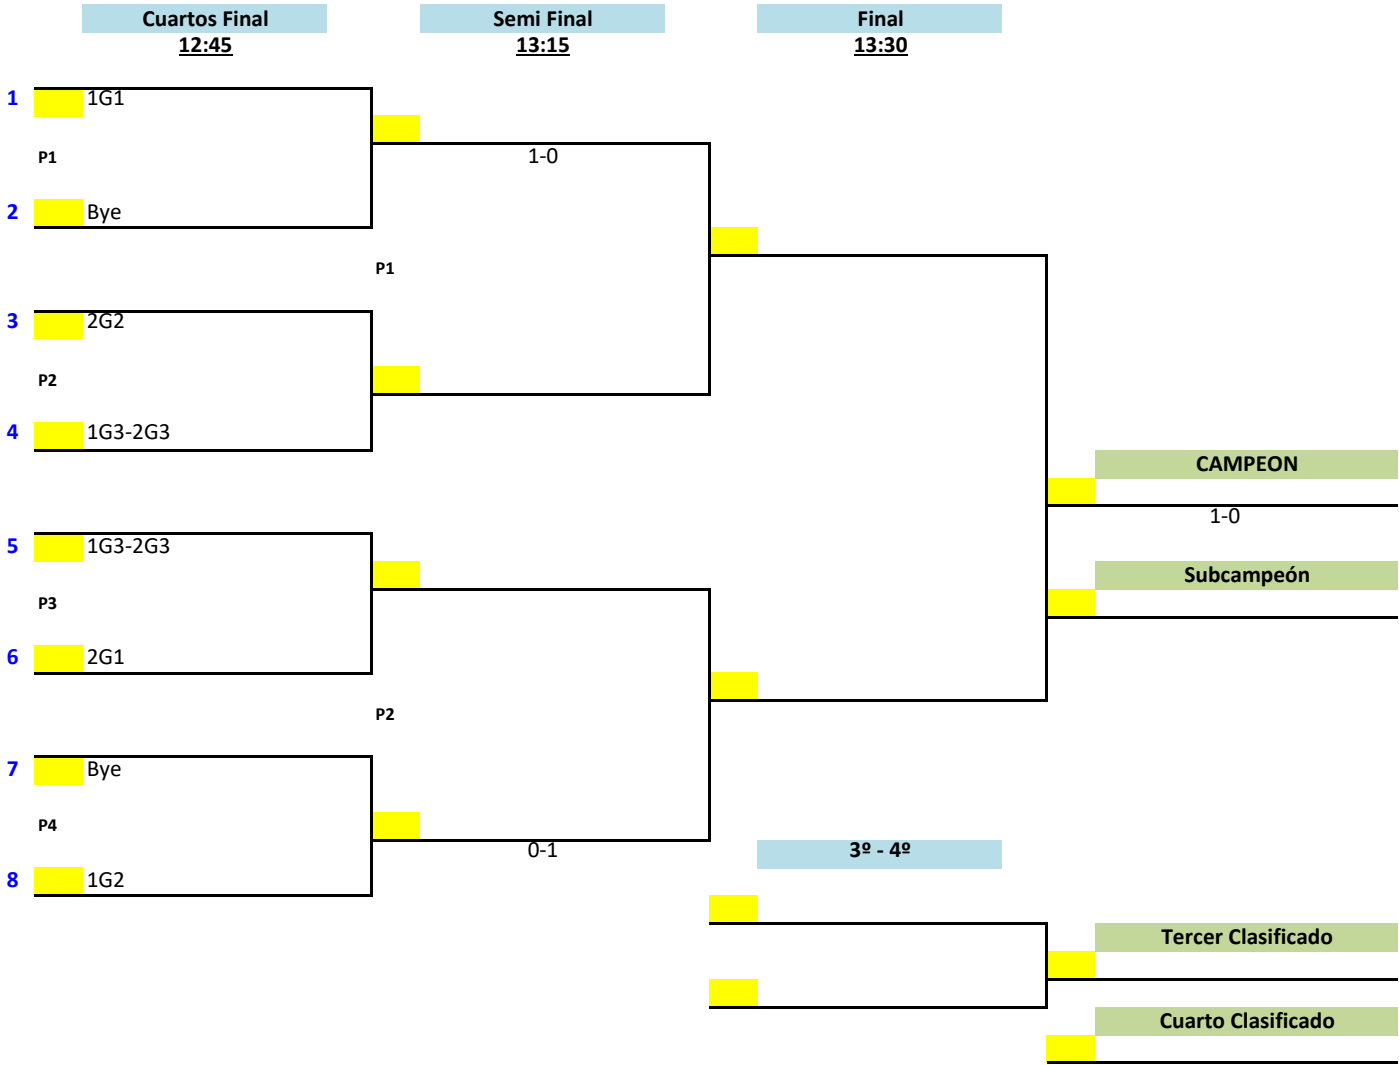 Cuartos Final
Semi Final
Final
12:45
13:15
13:30
1
1G1
P1
1-0
2
Bye
P1
3
2G2
P2
4
1G3-2G3
CAMPEON
1-0
5
1G3-2G3
Subcampeón
P3
6
2G1
P2
7
Bye
P4
0-1
3º - 4º
8
1G2
Tercer Clasificado
Cuarto Clasificado